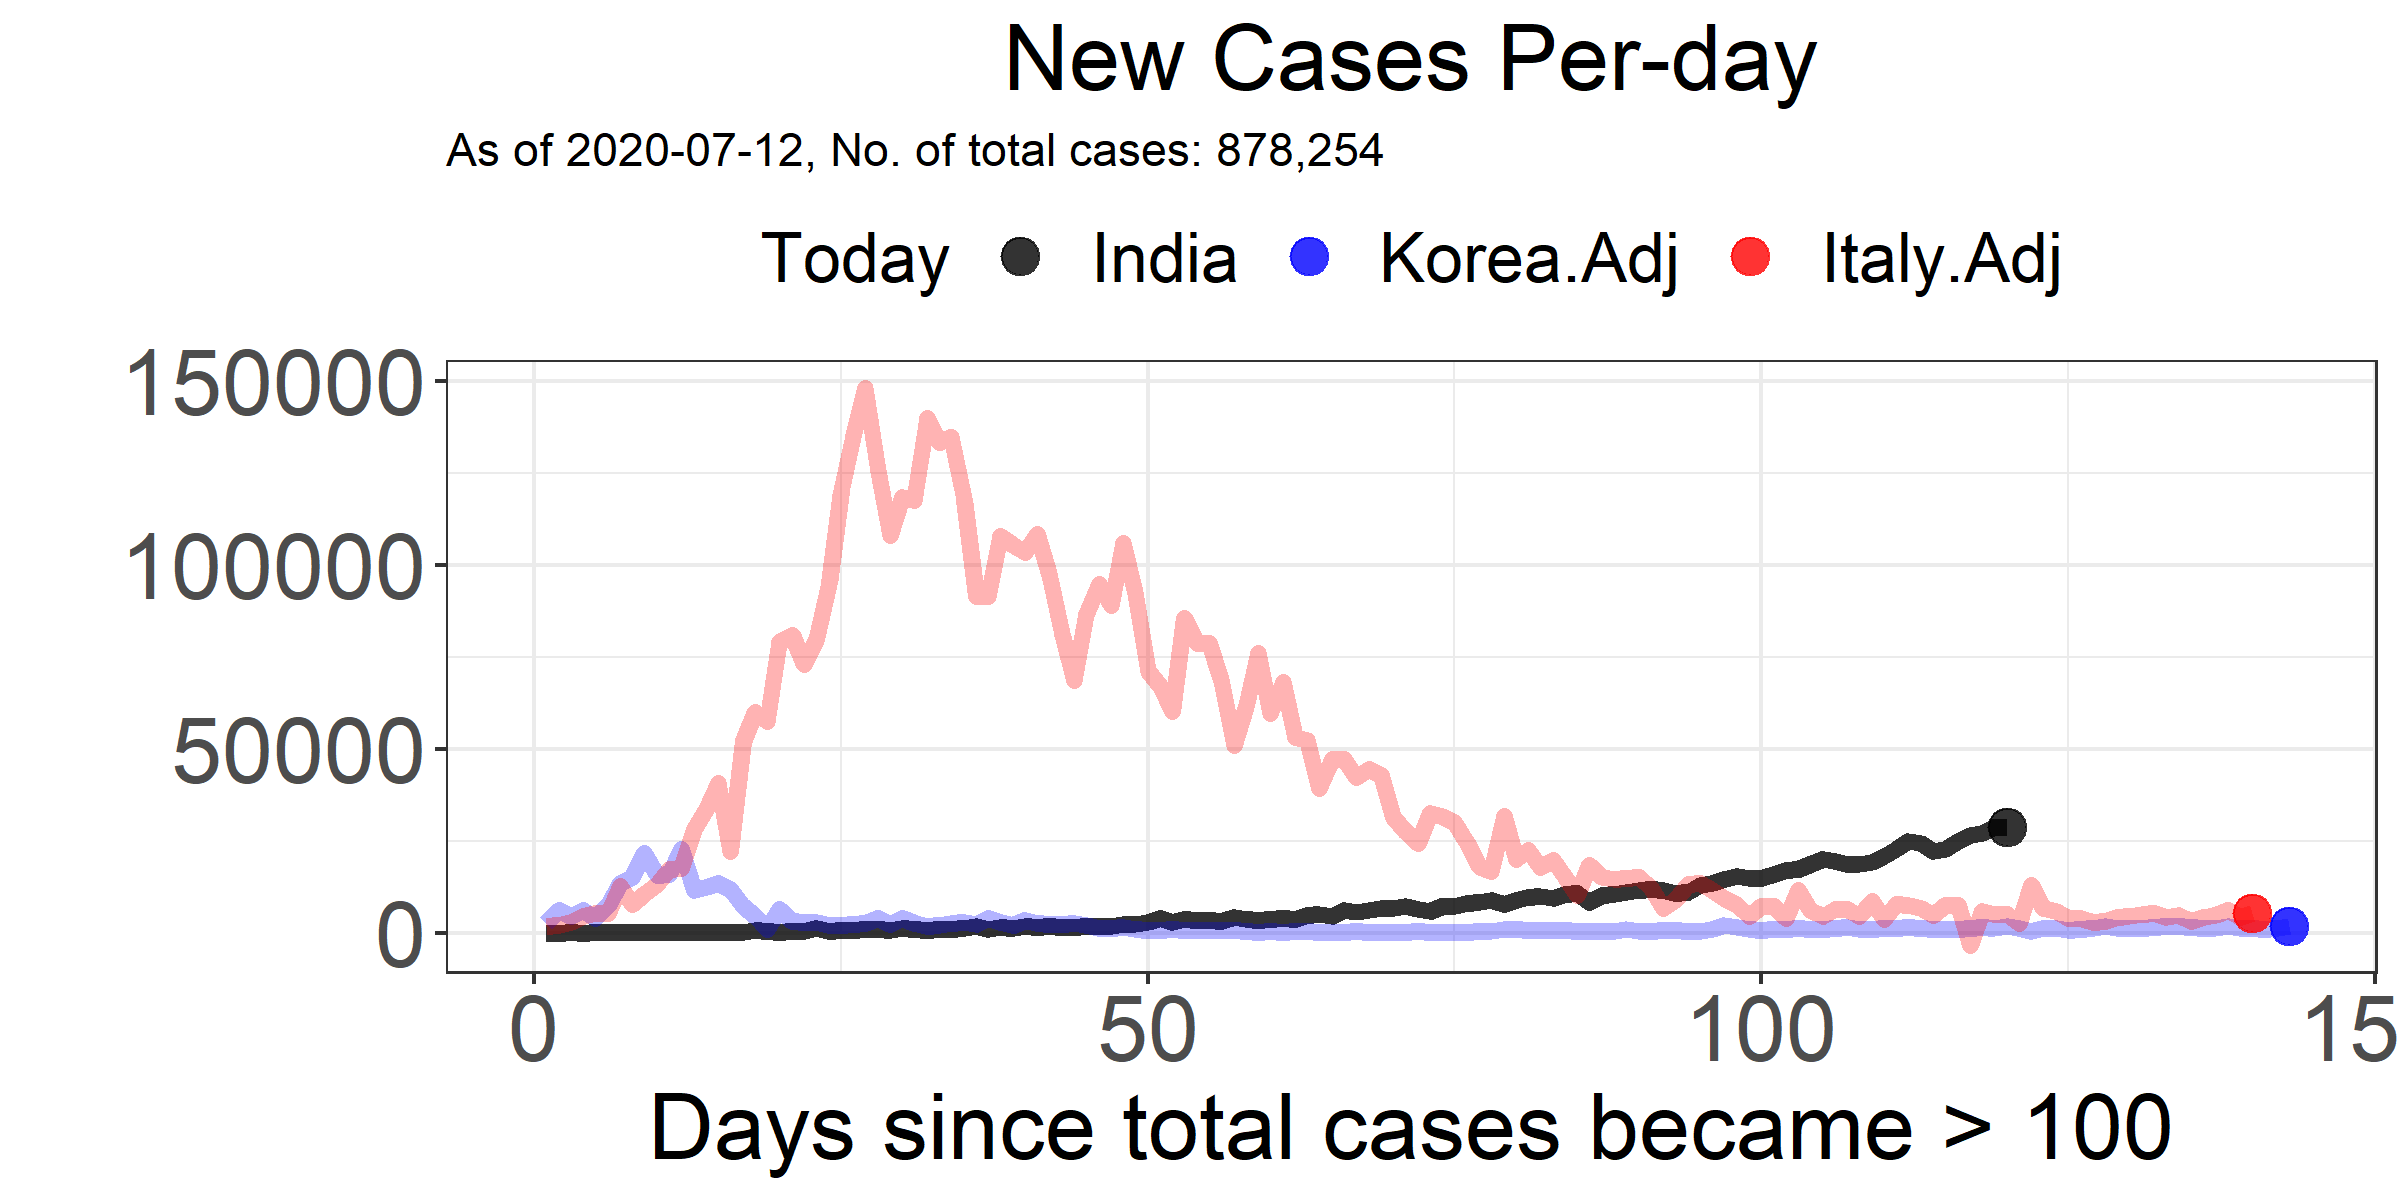 New Cases Per-day
As of 2020-07-12, No. of total cases: 878,254
Today India Korea.Adj Italy.Adj
150000
100000
50000
0
0 50 100 15
Days since total cases became > 100